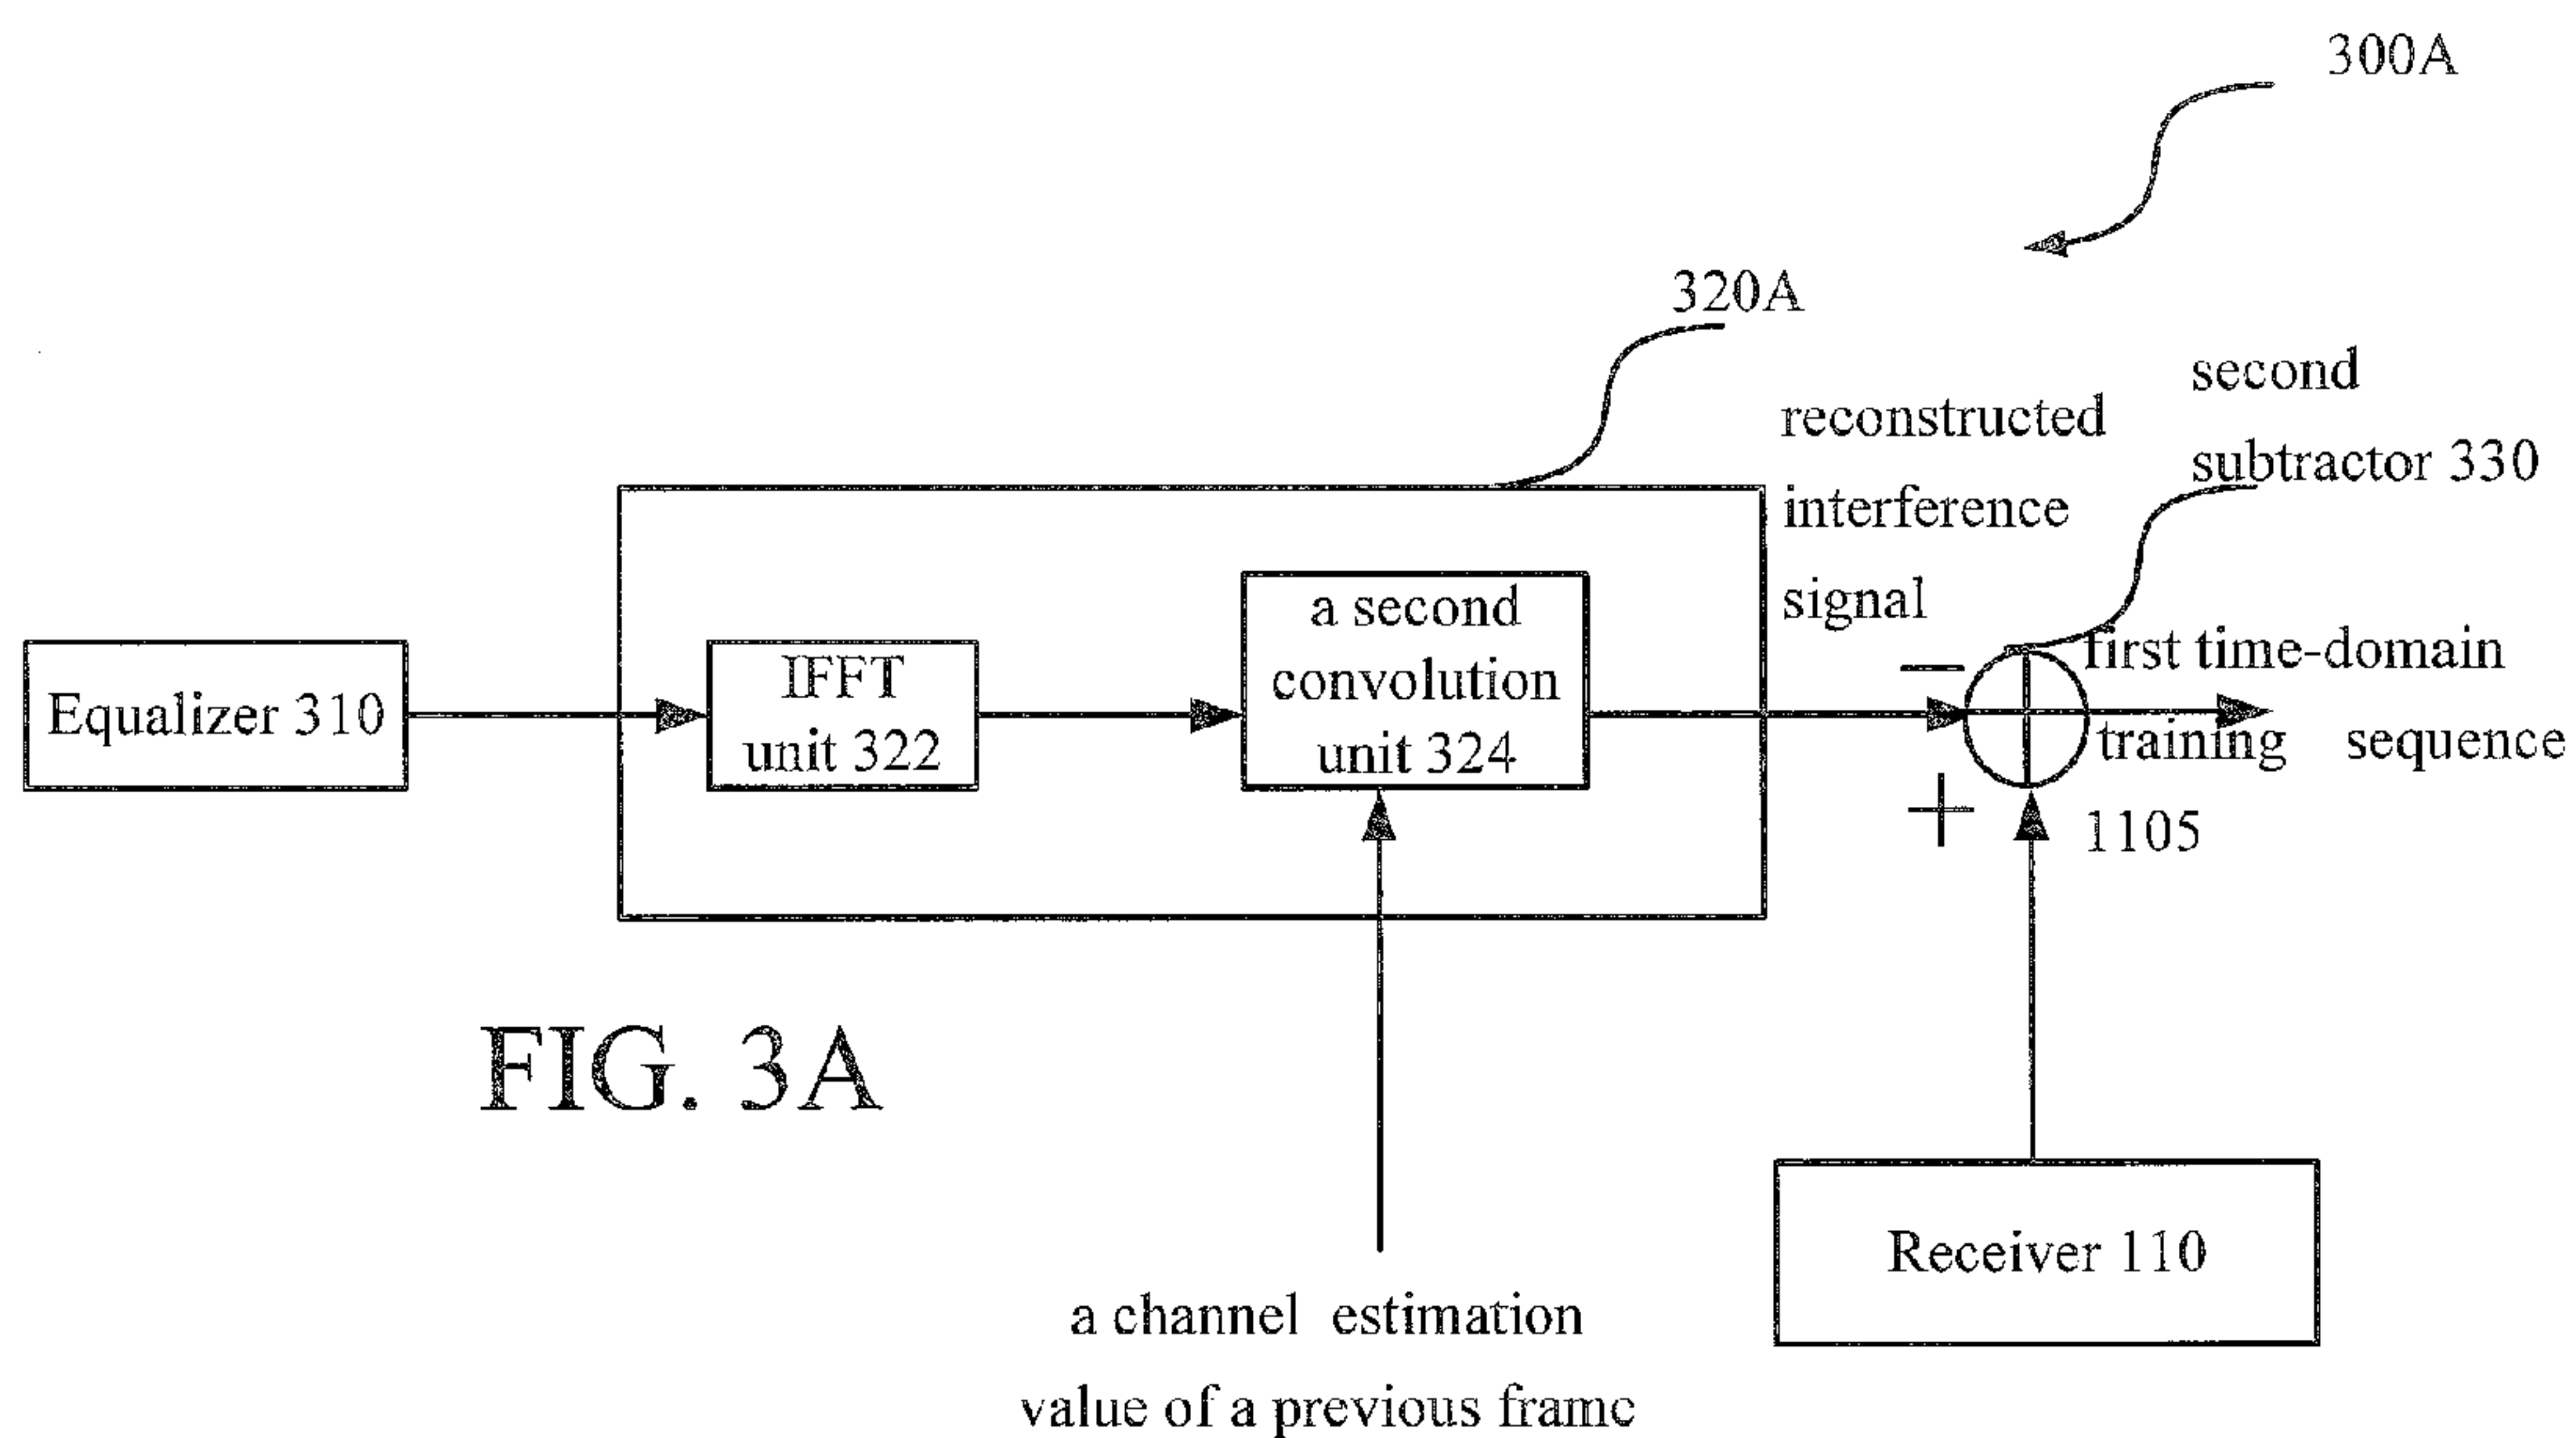 300A
320A
second
subtractor 330
reconstructed
interference
signal
Equalizer 310
IFFT
unit 322
a second
convolution
unit 324
−
+
first time-domain
training sequence
1105
FIG. 3A
Receiver 110
a channel estimation
value of a previous frame